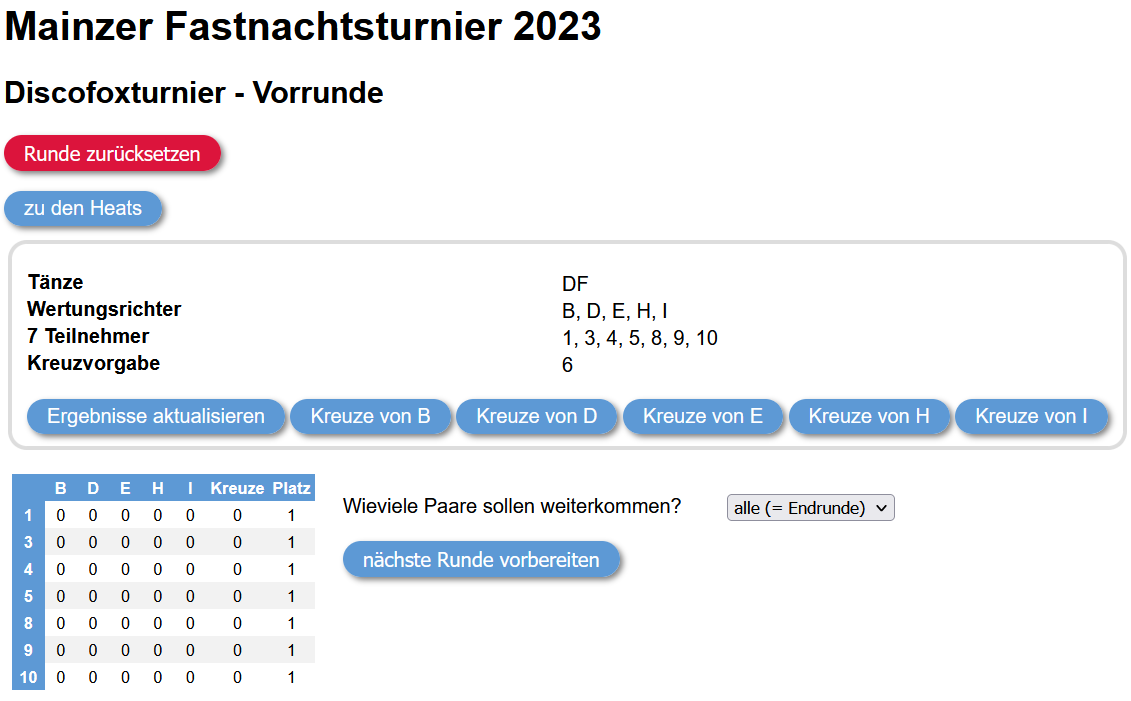 Mainzer Fastnachtsturnier 2023
Discofoxturnier - Vorrunde
Runde zurücksetzen
zu den Heats
Tänze DF
Wertungsrichter B, D, E, H, I
7 Teilnehmer 1, 3, 4, 5, 8, 9, 10
Kreuzvorgabe 6
Ergebnisse aktualisieren Kreuze von B Kreuze von D Kreuze von E Kreuze von H Kreuze von I
B D E H I Kreuze Platz
1 0 0 0 0 0 0 1
3 0 0 0 0 0 0 1
4 0 0 0 0 0 0 1
5 0 0 0 0 0 0 1
8 0 0 0 0 0 0 1
9 0 0 0 0 0 0 1
10 0 0 0 0 0 0 1
Wieviele Paare sollen weiterkommen? alle (= Endrunde)
nächste Runde vorbereiten